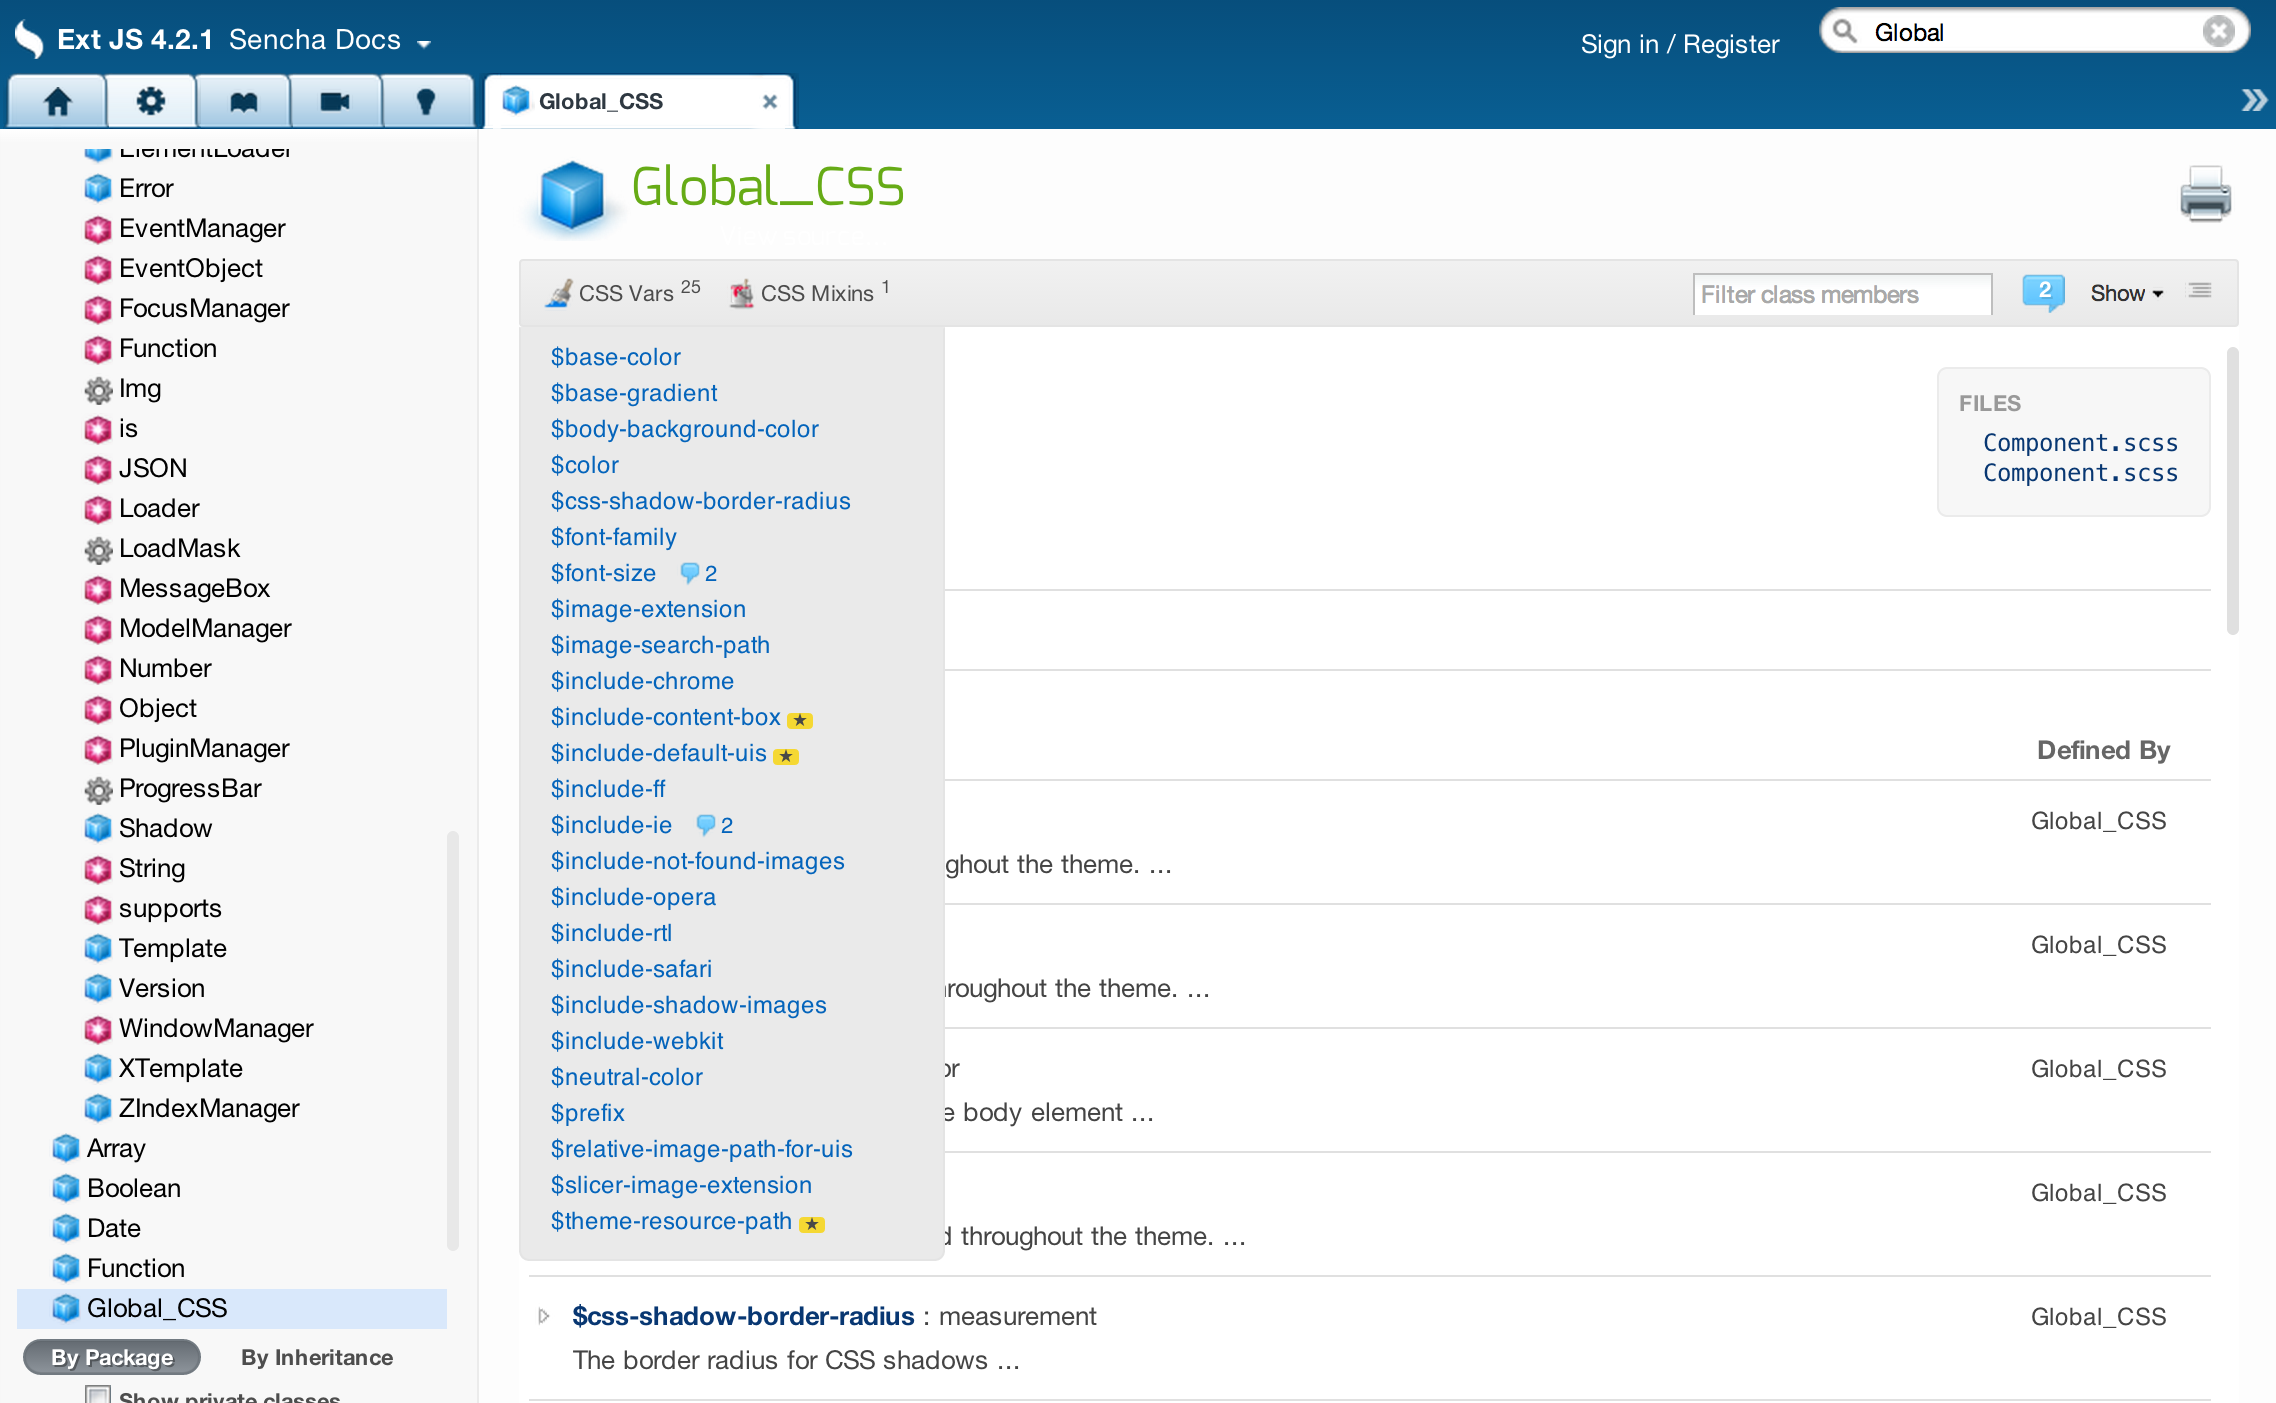 Ext JS 4.2.1 Sencha Docs
Sign in / Register
Global
Global_CSS
ElementLoader
Error
EventManager
EventObject
FocusManager
Function
Img
is
JSON
Loader
LoadMask
MessageBox
ModelManager
Number
Object
PluginManager
ProgressBar
Shadow
String
supports
Template
Version
WindowManager
XTemplate
ZIndexManager
Array
Boolean
Date
Function
Global_CSS
By Package By Inheritance
Show private classes
Global_CSS
CSS Vars 25 CSS Mixins 1
Filter class members 2 Show
$base-color
$base-gradient
$body-background-color
$color
$css-shadow-border-radius
$font-family
$font-size 2
$image-extension
$image-search-path
$include-chrome
$include-content-box ★
$include-default-uis ★
$include-ff
$include-ie 2
$include-not-found-images
$include-opera
$include-rtl
$include-safari
$include-shadow-images
$include-webkit
$neutral-color
$prefix
$relative-image-path-for-uis
$slicer-image-extension
$theme-resource-path ★
FILES
Component.scss
Component.scss
Defined By
Global_CSS
ghout the theme. ...
Global_CSS
roughout the theme. ...
or Global_CSS
e body element ...
Global_CSS
d throughout the theme. ...
$css-shadow-border-radius : measurement Global_CSS
The border radius for CSS shadows ...